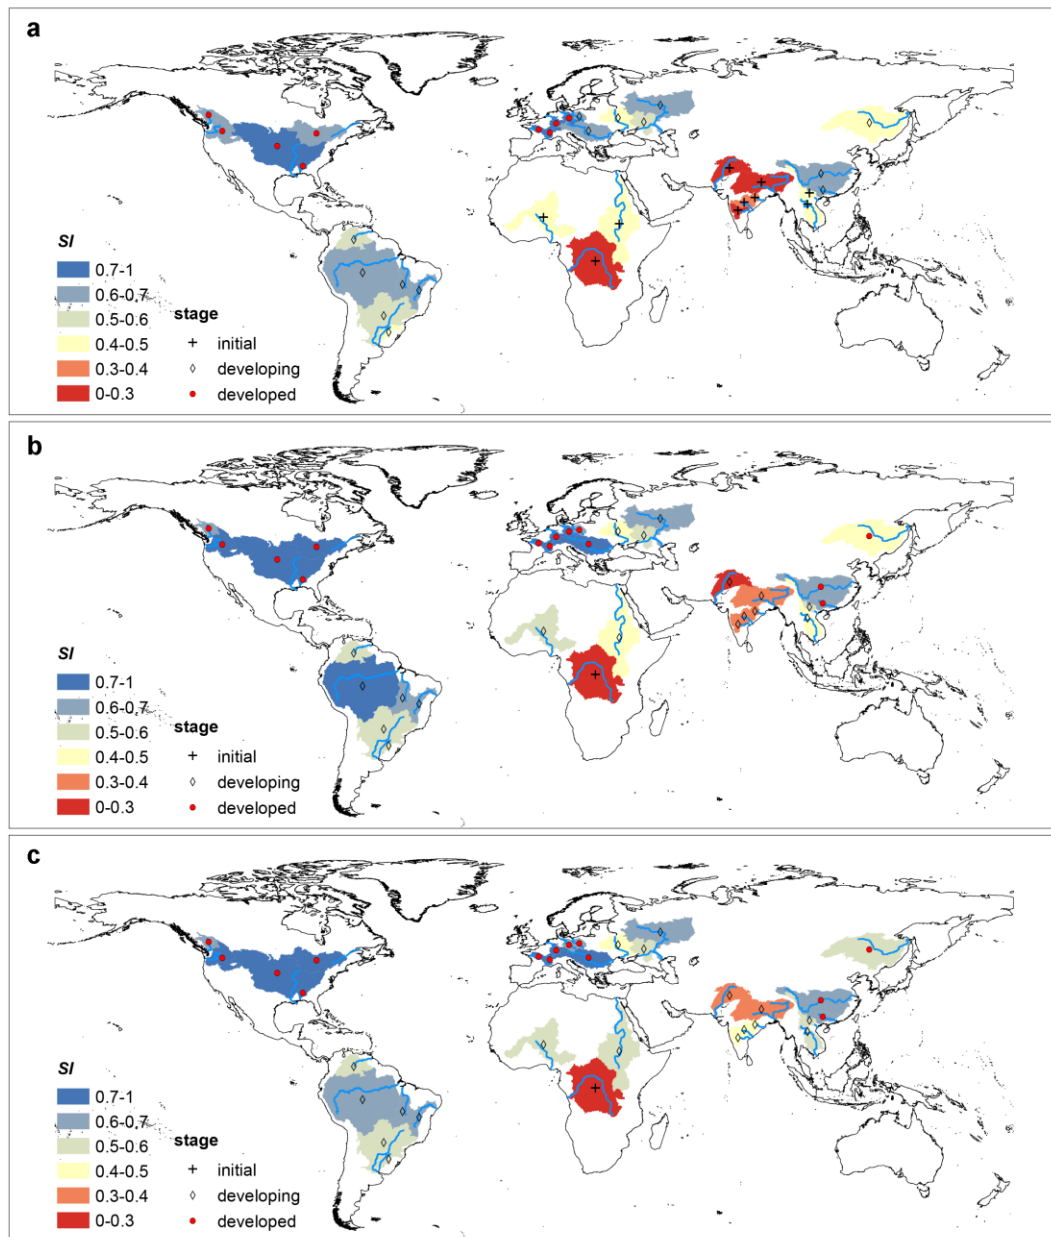 a
SI
0.7-1
0.6-0.7
0.5-0.6
0.4-0.5
0.3-0.4
0-0.3
stage
initial
developing
developed
b
SI
0.7-1
0.6-0.7
0.5-0.6
0.4-0.5
0.3-0.4
0-0.3
stage
initial
developing
developed
c
SI
0.7-1
0.6-0.7
0.5-0.6
0.4-0.5
0.3-0.4
0-0.3
stage
initial
developing
developed